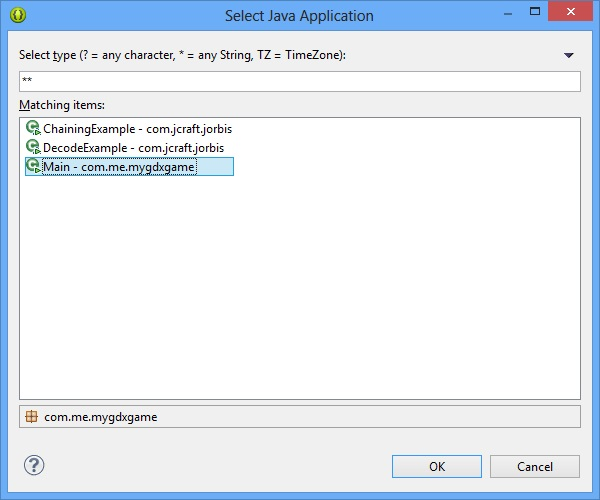 Select Java Application
Select type (? = any character, * = any String, TZ = TimeZone):
**
Matching items:
ChainingExample - com.jcraft.jorbis
DecodeExample - com.jcraft.jorbis
Main - com.me.mygdxgame
com.me.mygdxgame
?
OK Cancel